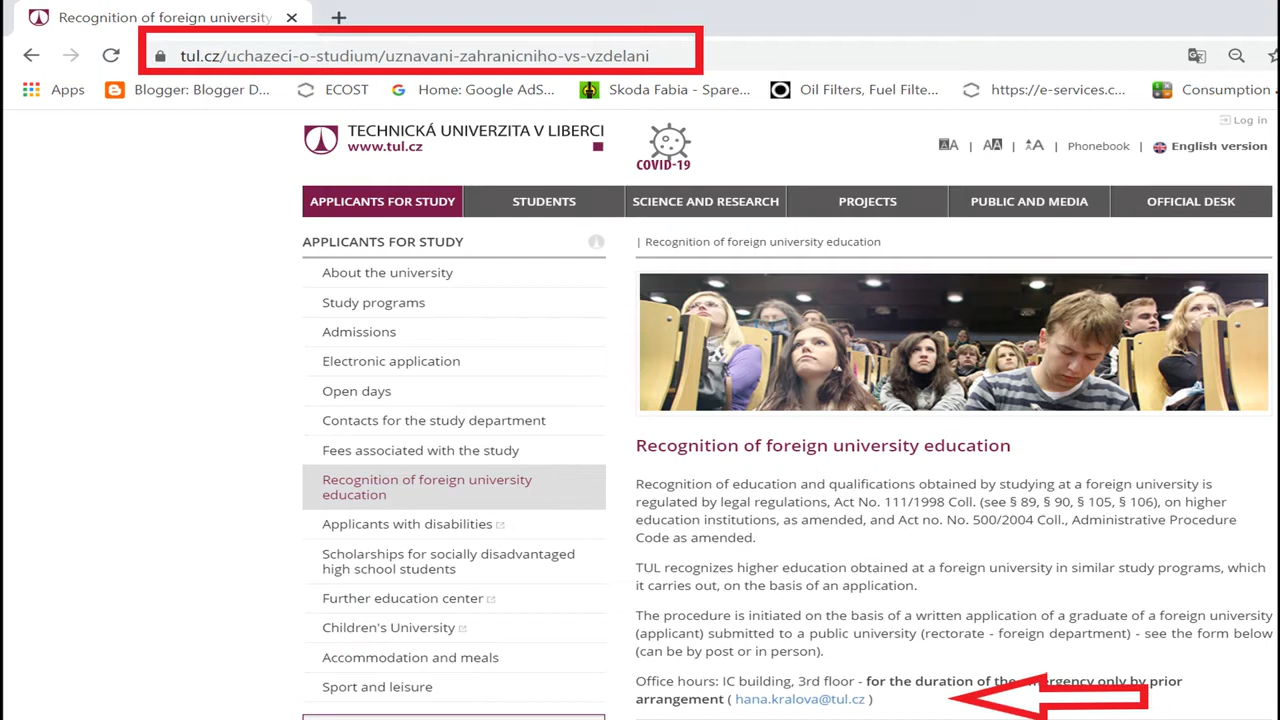 Recognition of foreign university
tul.cz/uchazeci-o-studium/uznavani-zahranicniho-vs-vzdelani
Apps Blogger: Blogger D... ECOST Home: Google AdS... Skoda Fabia - Spare... Oil Filters, Fuel Filte... https://e-services.c... Consumption
Log in
TECHNICKÁ UNIVERZITA V LIBERCI
www.tul.cz
COVID-19
AA | AA | AA | Phonebook | English version
APPLICANTS FOR STUDY STUDENTS SCIENCE AND RESEARCH PROJECTS PUBLIC AND MEDIA OFFICIAL DESK
APPLICANTS FOR STUDY
About the university
Study programs
Admissions
Electronic application
Open days
Contacts for the study department
Fees associated with the study
Recognition of foreign university
education
Applicants with disabilities
Scholarships for socially disadvantaged
high school students
Further education center
Children's University
Accommodation and meals
Sport and leisure
| Recognition of foreign university education
Recognition of foreign university education
Recognition of education and qualifications obtained by studying at a foreign university is
regulated by legal regulations, Act No. 111/1998 Coll. (see § 89, § 90, § 105, § 106), on higher
education institutions, as amended, and Act no. No. 500/2004 Coll., Administrative Procedure
Code as amended.
TUL recognizes higher education obtained at a foreign university in similar study programs, which
it carries out, on the basis of an application.
The procedure is initiated on the basis of a written application of a graduate of a foreign university
(applicant) submitted to a public university (rectorate - foreign department) - see the form below
(can be by post or in person).
Office hours: IC building, 3rd floor - for the duration of the emergency only by prior
arrangement ( hana.kralova@tul.cz )